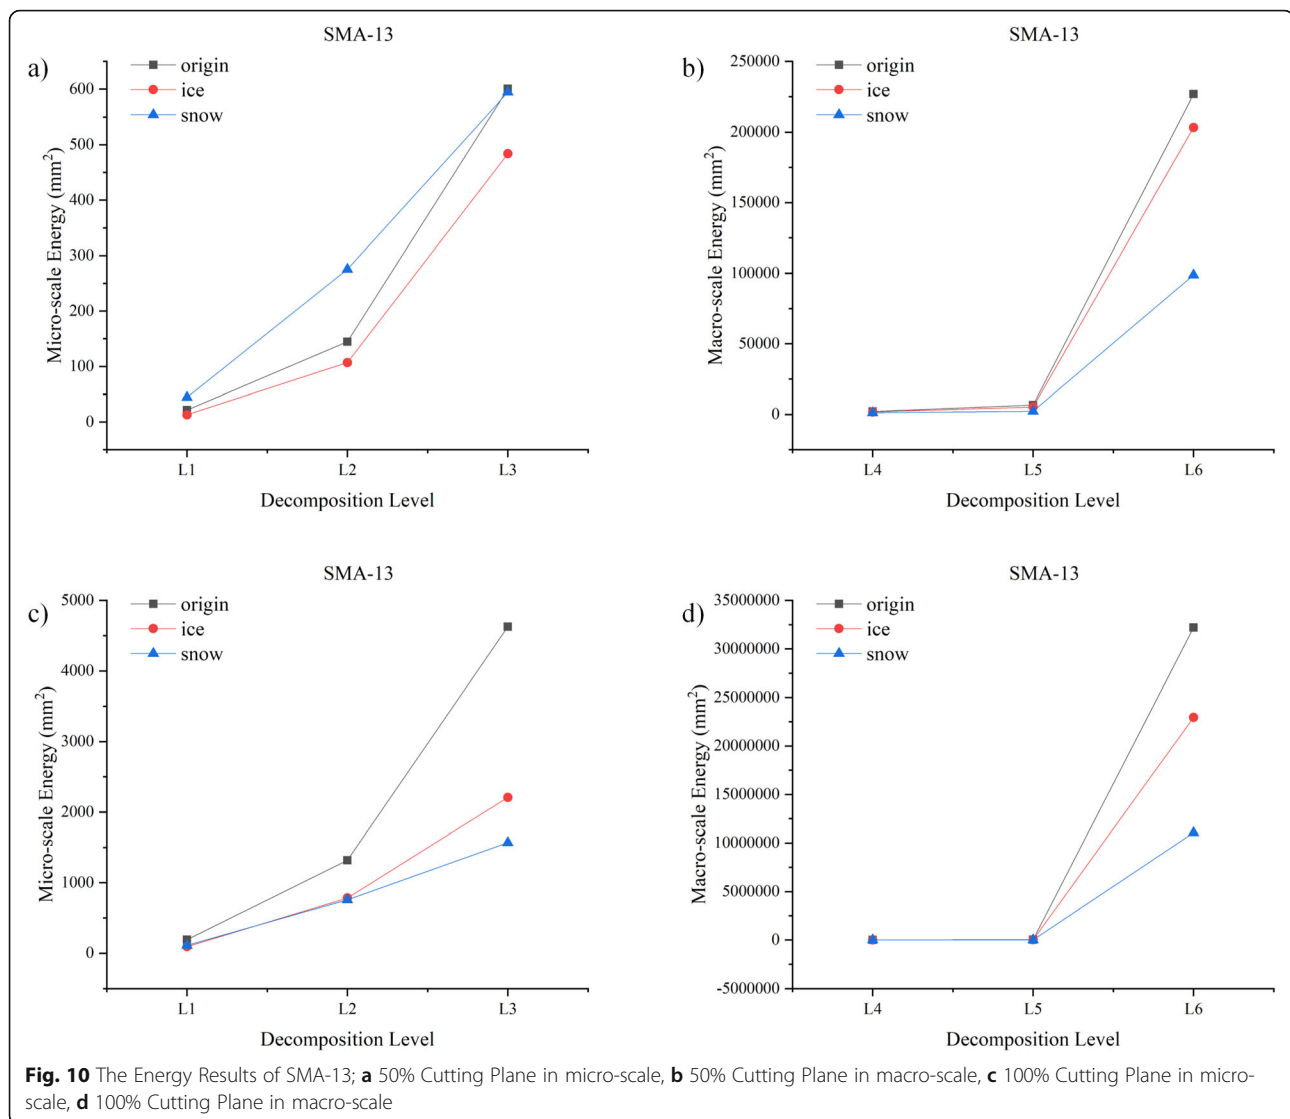 SMA-13
a)
origin
ice
snow
600
500
400
300
200
100
0
Micro-scale Energy (mm²)
L1 L2 L3
Decomposition Level
SMA-13
b)
origin
ice
snow
250000
200000
150000
100000
50000
0
Macro-scale Energy (mm²)
L4 L5 L6
Decomposition Level
SMA-13
c)
origin
ice
snow
5000
4000
3000
2000
1000
0
Micro-scale Energy (mm²)
L1 L2 L3
Decomposition Level
SMA-13
d)
origin
ice
snow
35000000
30000000
25000000
20000000
15000000
10000000
5000000
0
-5000000
Macro-scale Energy (mm²)
L4 L5 L6
Decomposition Level
Fig. 10 The Energy Results of SMA-13; a 50% Cutting Plane in micro-scale, b 50% Cutting Plane in macro-scale, c 100% Cutting Plane in micro-
scale, d 100% Cutting Plane in macro-scale